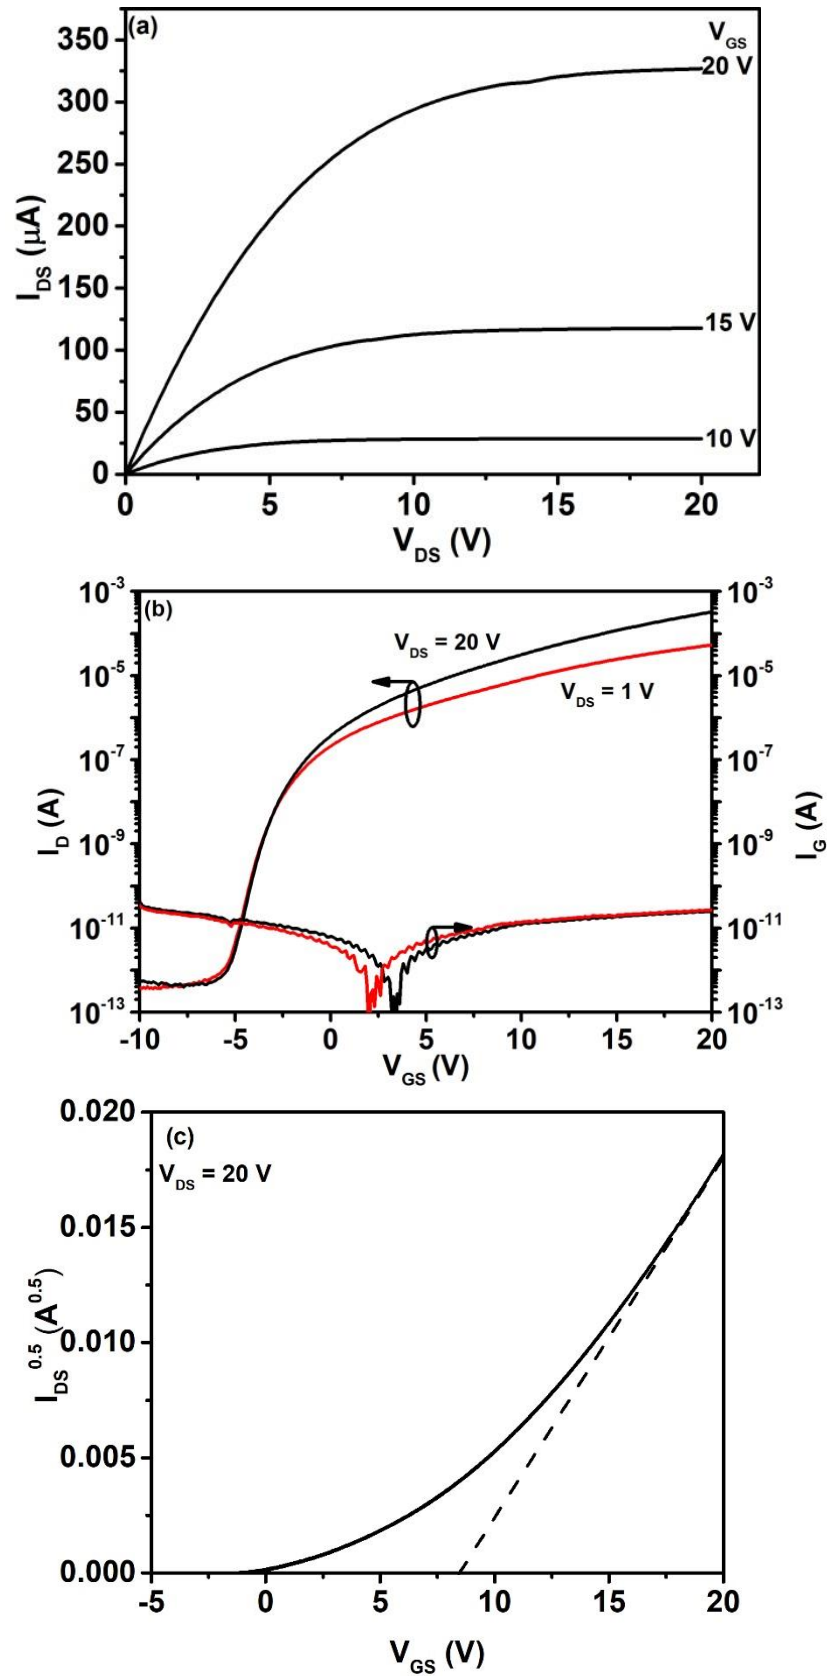 (a)
V_GS
350
20 V
300
250
200
I_DS (μA)
150
15 V
100
50
10 V
0
0 5 10 15 20
V_DS (V)
10^-3 10^-3
(b)
V_DS = 20 V
10^-5 10^-5
V_DS = 1 V
10^-7 10^-7
I_D (A) I_G (A)
10^-9 10^-9
10^-11 10^-11
10^-13 10^-13
-10 -5 0 5 10 15 20
V_GS (V)
0.020
(c)
V_DS = 20 V
0.015
I_DS^0.5 (A^0.5)
0.010
0.005
0.000
-5 0 5 10 15 20
V_GS (V)